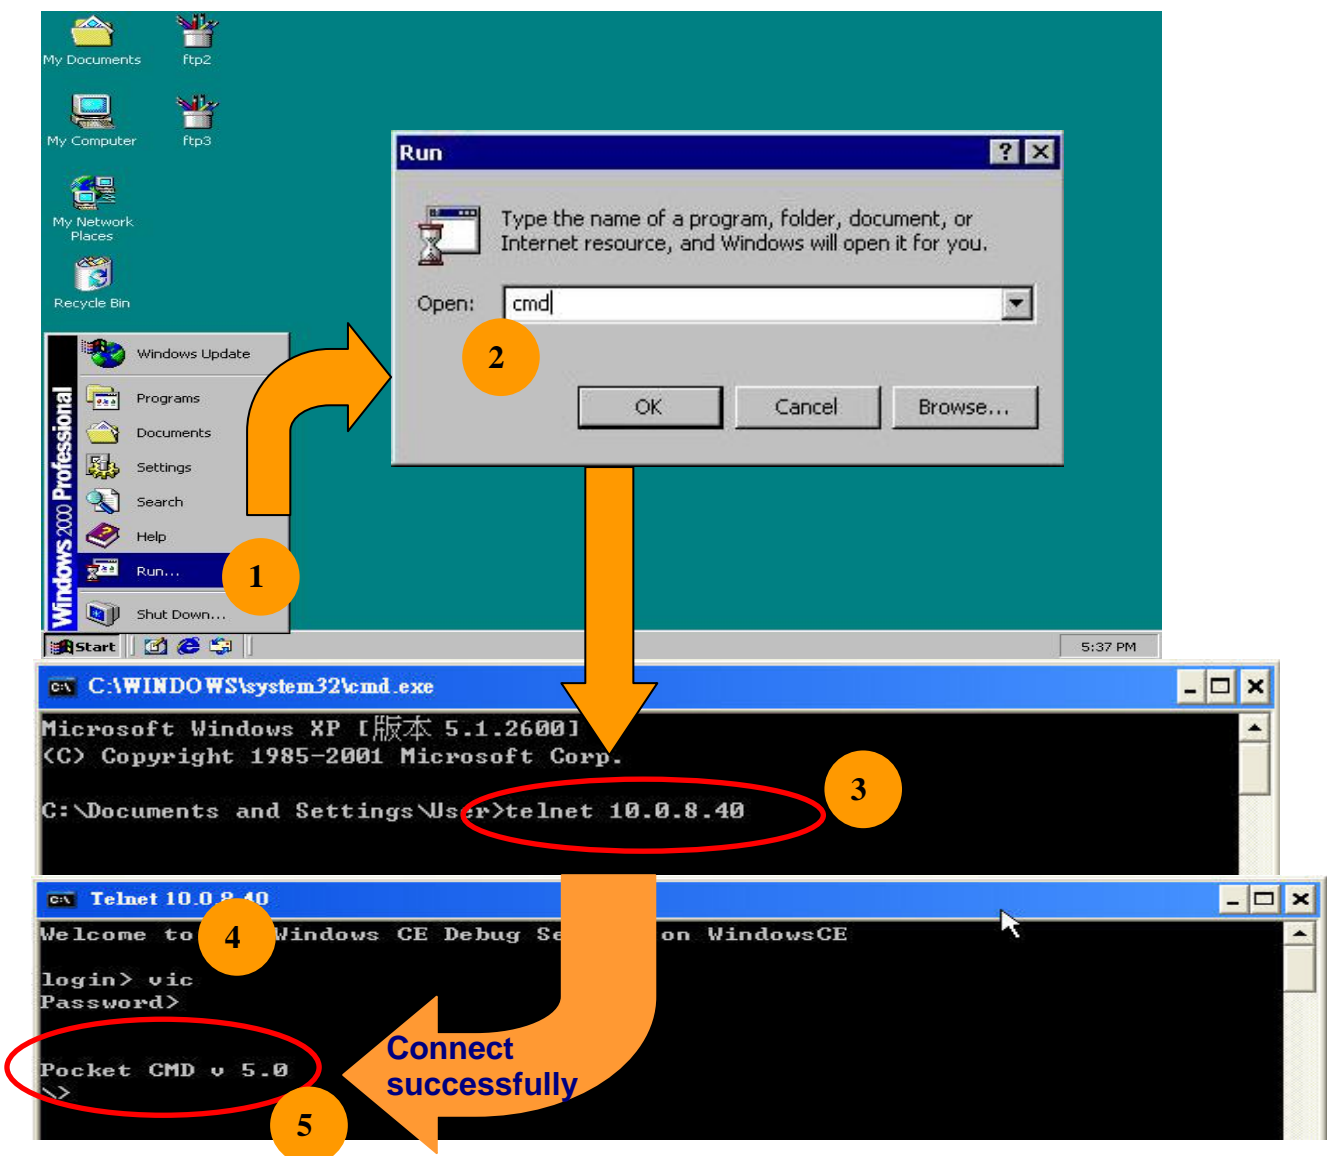 My Documents
ftp2
My Computer
ftp3
My Network
Places
Recycle Bin
Windows 2000 Professional
Windows Update
Programs
Documents
Settings
Search
Help
Run...
Shut Down...
1
Start
5:37 PM
Run
Type the name of a program, folder, document, or
Internet resource, and Windows will open it for you.
Open: cmd
2
OK Cancel Browse...
C:\WINDOWS\system32\cmd.exe
Microsoft Windows XP [版本 5.1.2600]
(C) Copyright 1985-2001 Microsoft Corp.
C:\Documents and Settings\User>telnet 10.0.8.40
3
Telnet 10.0.8.40
Welcome to Windows CE Debug on WindowsCE
4
login> vic
Password>
Pocket CMD v 5.0
\>
5
Connect
successfully